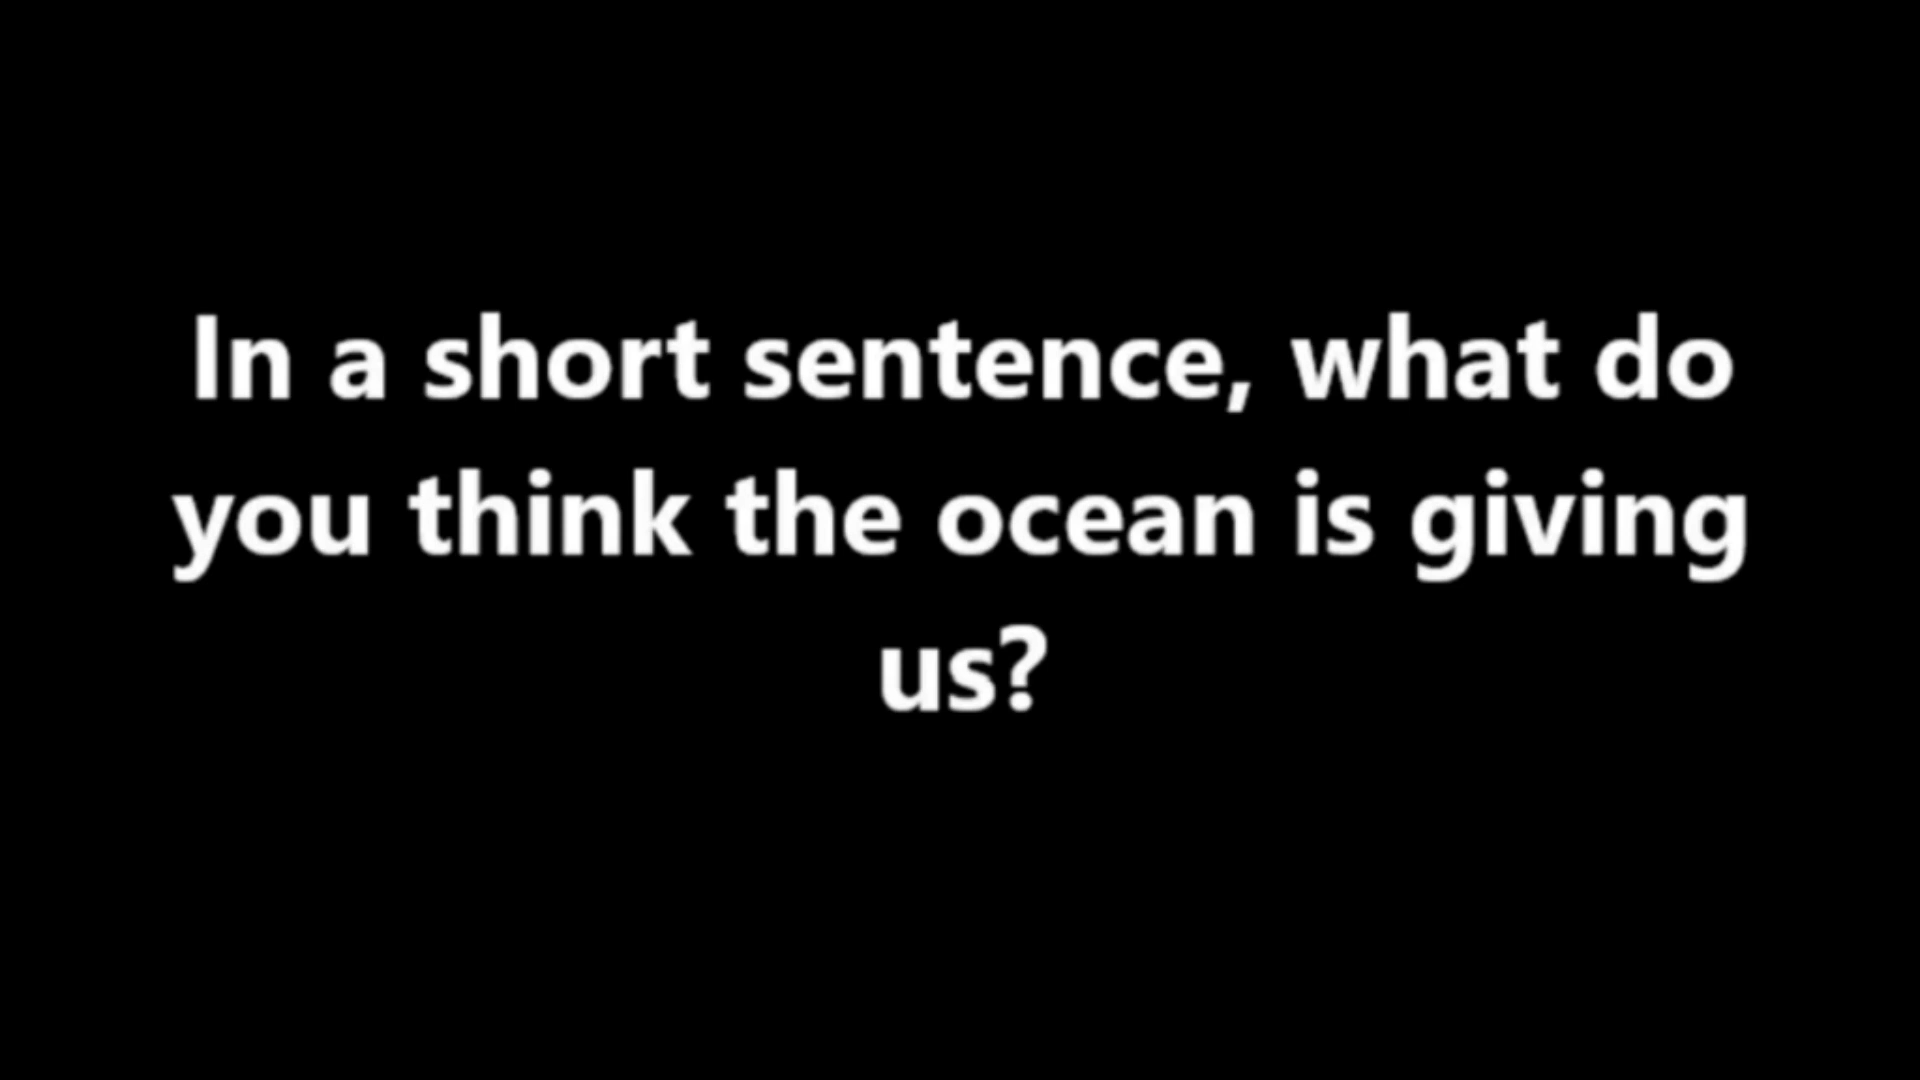 In a short sentence, what do
you think the ocean is giving
us?